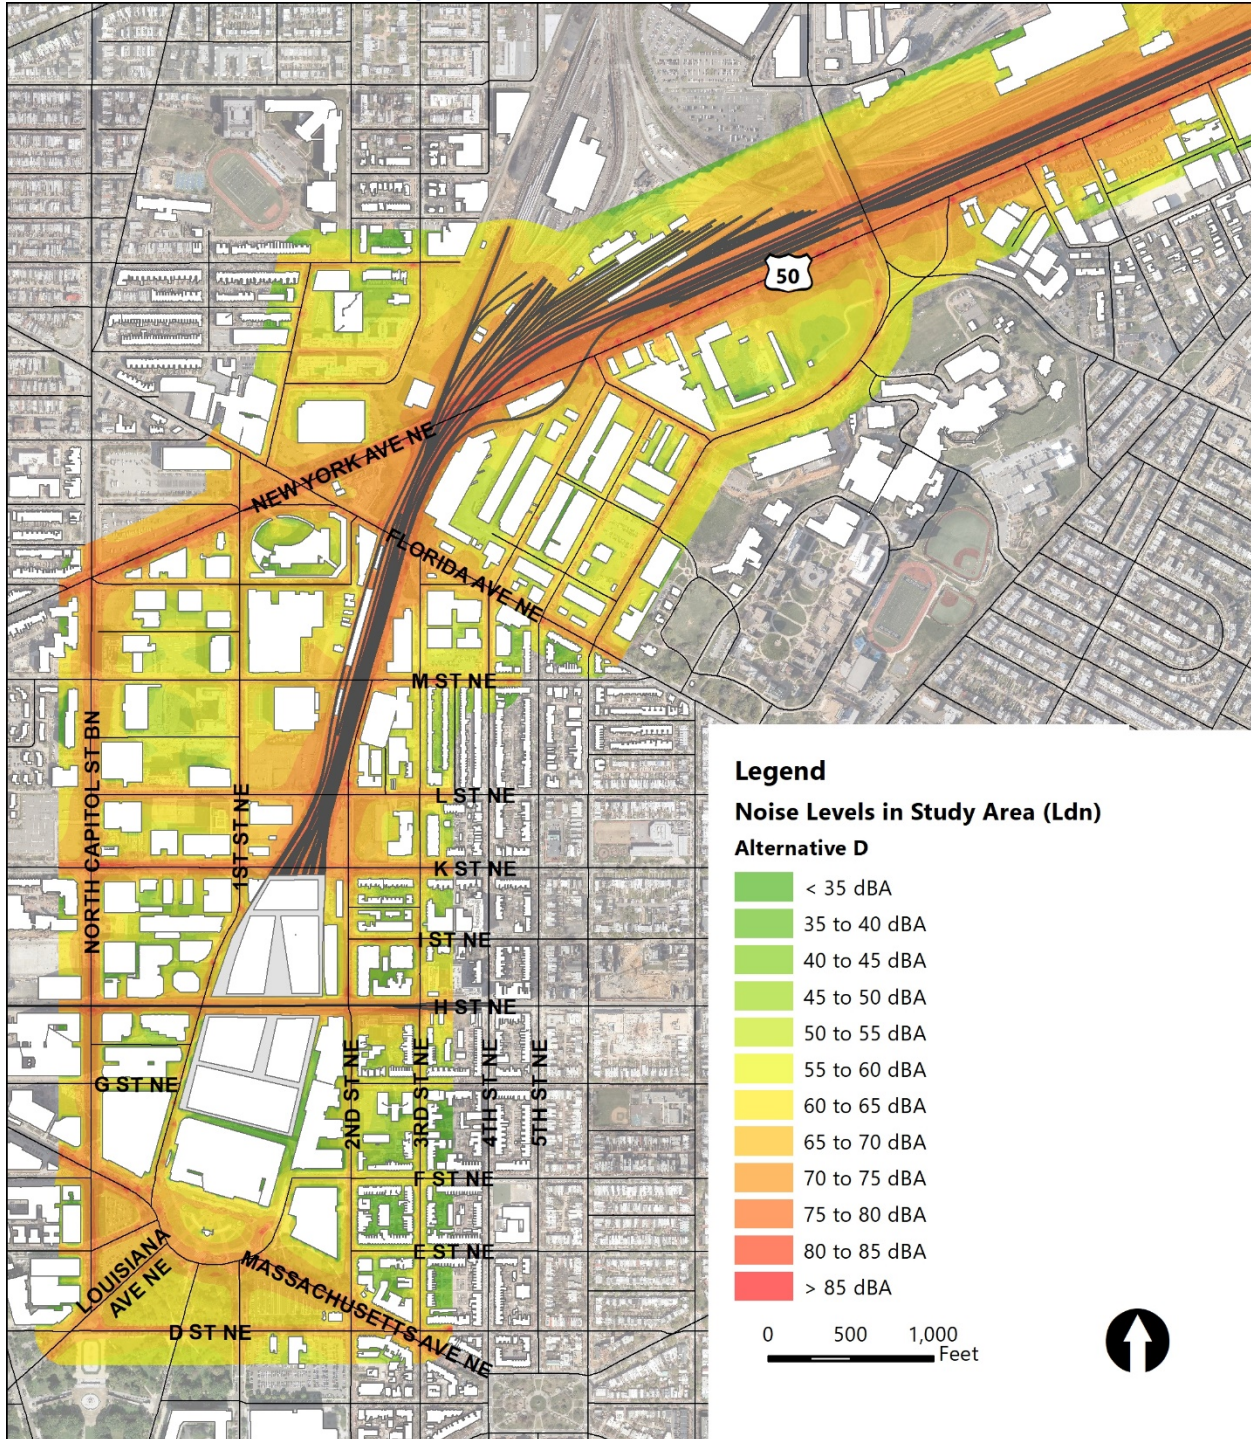 50
NEW YORK AVE NE
FLORIDA AVE NE
M ST NE
NORTH CAPITOL ST BN
1ST ST NE
L ST NE
K ST NE
I ST NE
H ST NE
G ST NE
2ND ST NE
3RD ST NE
4TH ST NE
5TH ST NE
F ST NE
E ST NE
LOUISIANA
AVE NE
MASSACHUSETTS AVE NE
D ST NE
Legend
Noise Levels in Study Area (Ldn)
Alternative D
< 35 dBA
35 to 40 dBA
40 to 45 dBA
45 to 50 dBA
50 to 55 dBA
55 to 60 dBA
60 to 65 dBA
65 to 70 dBA
70 to 75 dBA
75 to 80 dBA
80 to 85 dBA
> 85 dBA
0 500 1,000
Feet